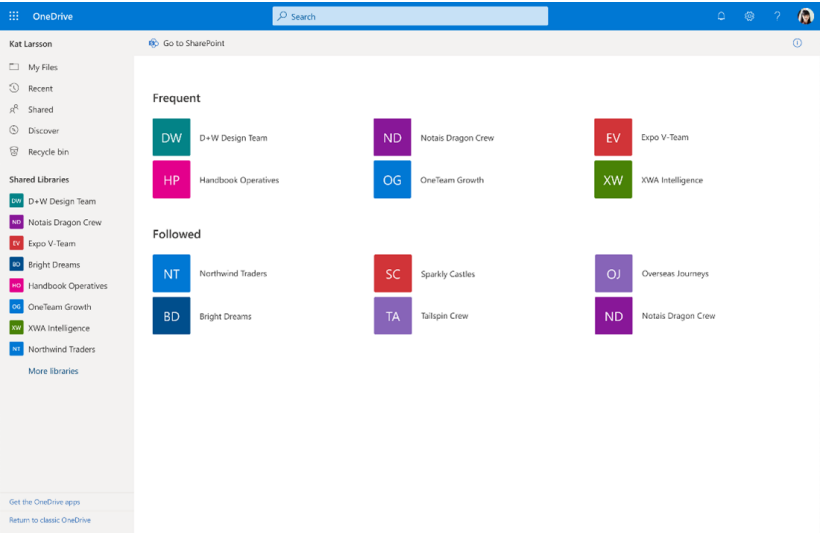 OneDrive
Search
?
Kat Larsson
My Files
Recent
Shared
Discover
Recycle bin
Shared Libraries
DW D+W Design Team
ND Notais Dragon Crew
EV Expo V-Team
BD Bright Dreams
HO Handbook Operatives
OG OneTeam Growth
XW XWA Intelligence
NT Northwind Traders
More libraries
Get the OneDrive apps
Return to classic OneDrive
Go to SharePoint
Frequent
DW D+W Design Team
ND Notais Dragon Crew
EV Expo V-Team
HP Handbook Operatives
OG OneTeam Growth
XW XWA Intelligence
Followed
NT Northwind Traders
SC Sparkly Castles
OJ Overseas Journeys
BD Bright Dreams
TA Tailspin Crew
ND Notais Dragon Crew